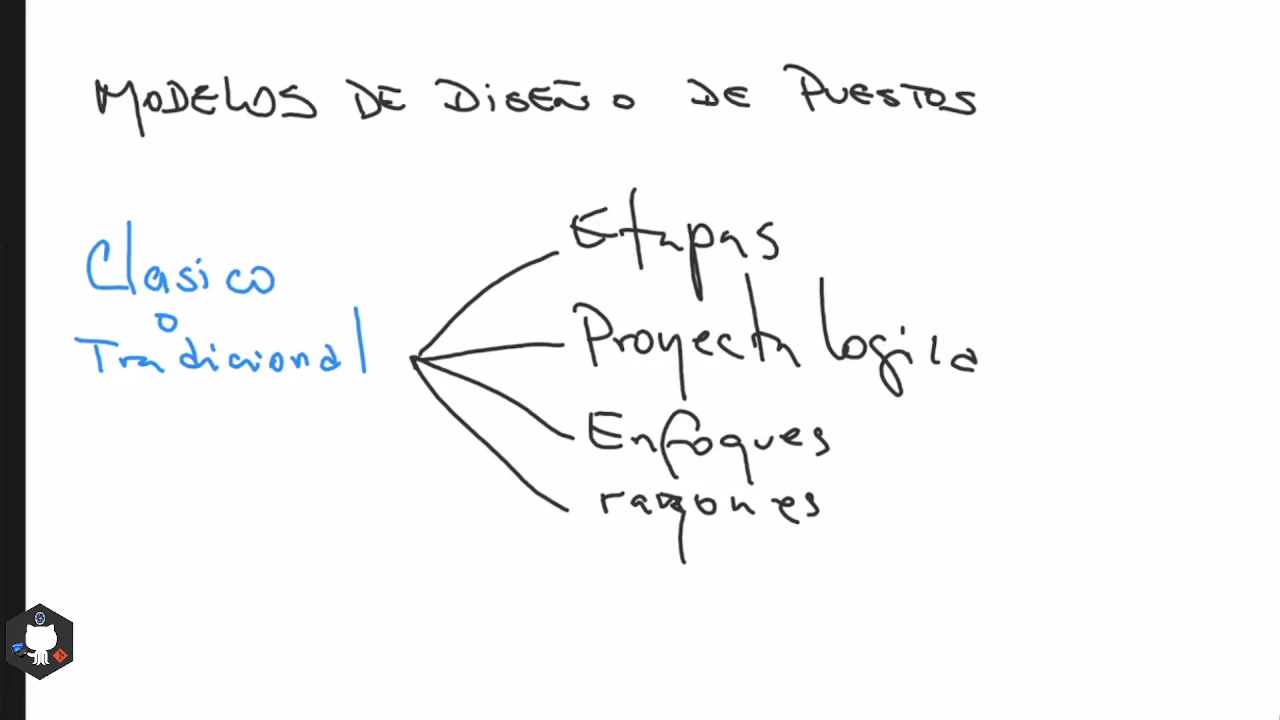 MODELOS DE DISEÑO DE PUESTOS
Clasico
o
Tradicional
Etapas
Proyecta logica
Enfoques
razones